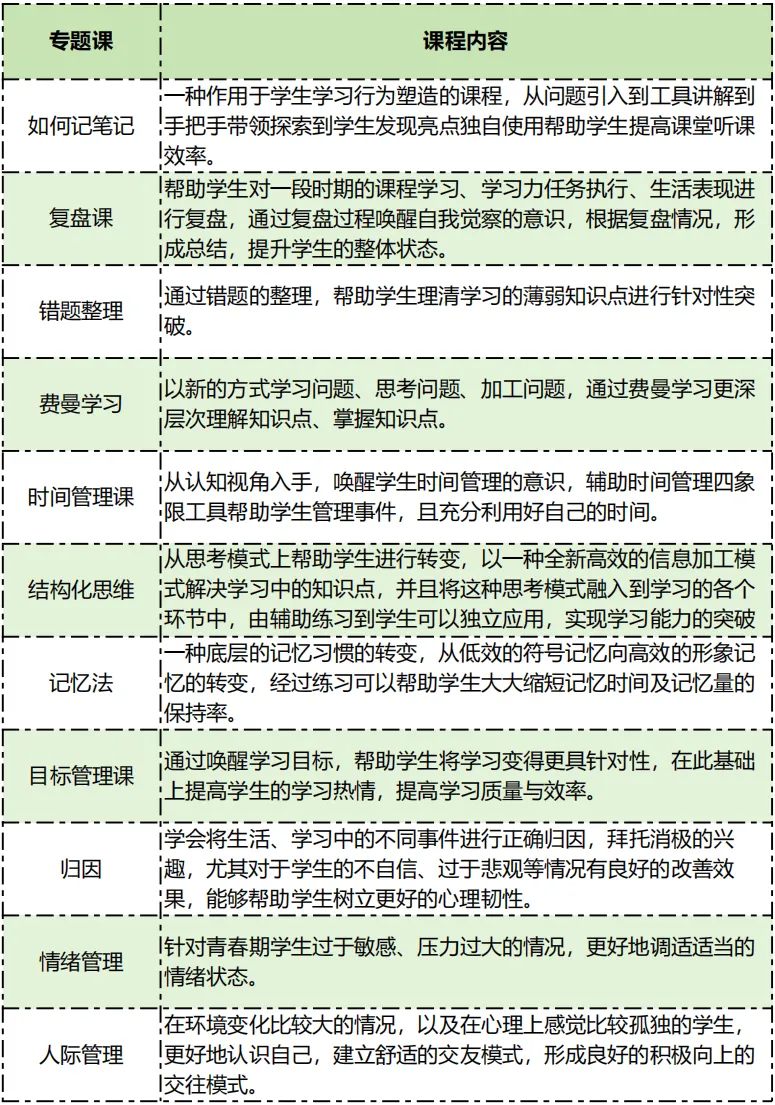 专题课
课程内容
如何记笔记
一种作用于学生学习行为塑造的课程，从问题引入到工具讲解到
手把手带领探索到学生发现亮点独自使用帮助学生提高课堂听课
效率。
复盘课
帮助学生对一段时期的课程学习、学习力任务执行、生活表现进
行复盘，通过复盘过程唤醒自我觉察的意识，根据复盘情况，形
成总结，提升学生的整体状态。
错题整理
通过错题的整理，帮助学生理清学习的薄弱知识点进行针对性突
破。
费曼学习
以新的方式学习问题、思考问题、加工问题，通过费曼学习更深
层次理解知识点、掌握知识点。
时间管理课
从认知视角入手，唤醒学生时间管理的意识，辅助时间管理四象
限工具帮助学生管理事件，且充分利用好自己的时间。
结构化思维
从思考模式上帮助学生进行转变，以一种全新高效的信息加工模
式解决学习中的知识点，并且将这种思考模式融入到学习的各个
环节中，由辅助练习到学生可以独立应用，实现学习能力的突破
记忆法
一种底层的记忆习惯的转变，从低效的符号记忆向高效的形象记
忆的转变，经过练习可以帮助学生大大缩短记忆时间及记忆量的
保持率。
目标管理课
通过唤醒学习目标，帮助学生将学习变得更具针对性，在此基础
上提高学生的学习热情，提高学习质量与效率。
归因
学会将生活、学习中的不同事件进行正确归因，拜托消极的兴
趣，尤其对于学生的不自信、过于悲观等情况有良好的改善效
果，能够帮助学生树立更好的心理韧性。
情绪管理
针对青春期学生过于敏感、压力过大的情况，更好地调适适当的
情绪状态。
人际管理
在环境变化比较大的情况，以及在心理上感觉比较孤独的学生，
更好地认识自己，建立舒适的交友模式，形成良好的积极向上的
交往模式。